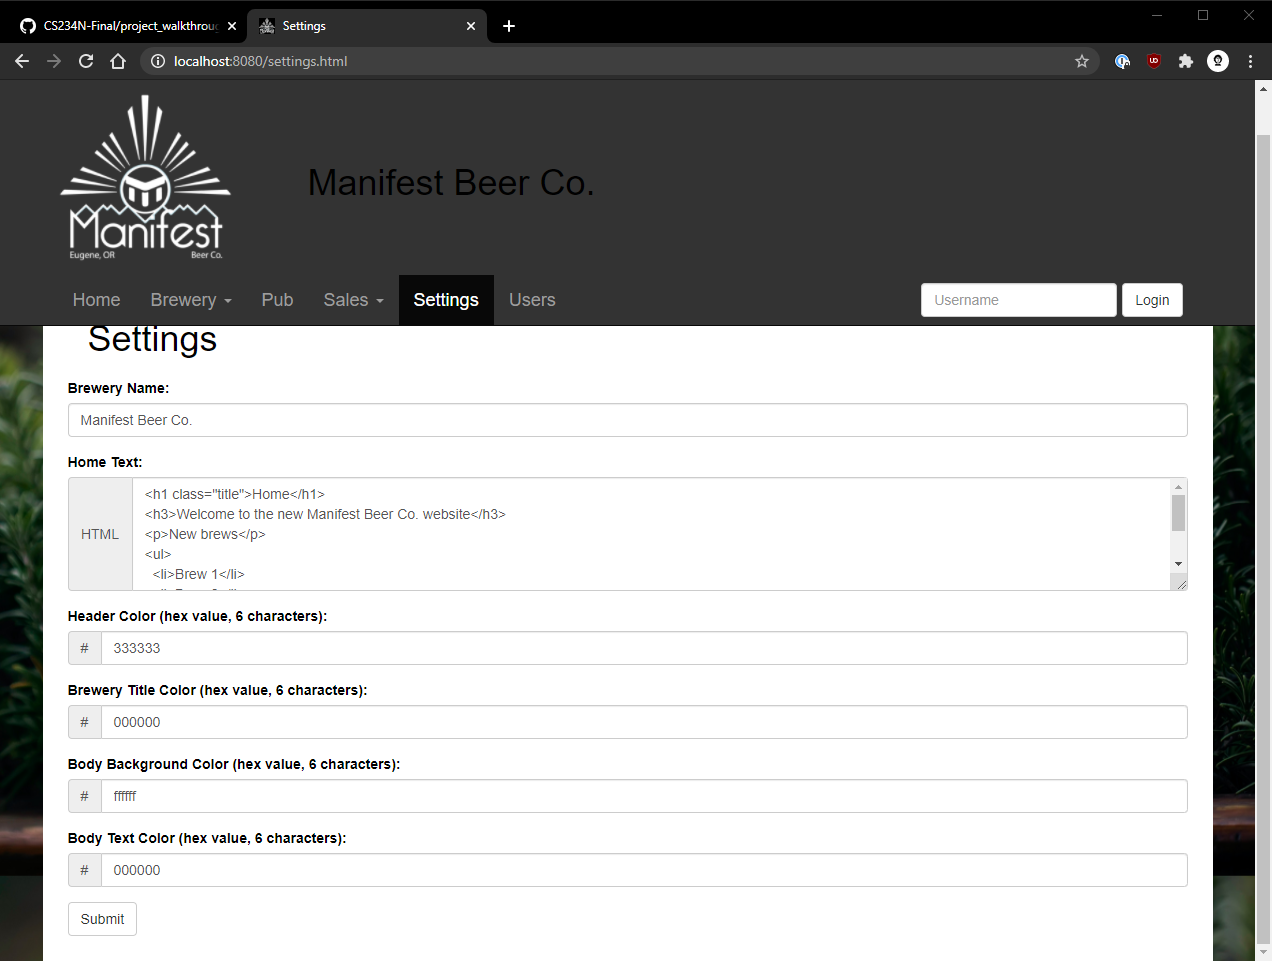 CS234N-Final/project_walkthroug
Settings
localhost:8080/settings.html
Manifest
Eugene, OR Beer Co.
Manifest Beer Co.
Home Brewery Pub Sales Settings Users Username Login
Settings
Brewery Name:
Manifest Beer Co.
Home Text:
HTML
<h1 class="title">Home</h1>
<h3>Welcome to the new Manifest Beer Co. website</h3>
<p>New brews</p>
<ul>
<li>Brew 1</li>
Header Color (hex value, 6 characters):
# 333333
Brewery Title Color (hex value, 6 characters):
# 000000
Body Background Color (hex value, 6 characters):
# ffffff
Body Text Color (hex value, 6 characters):
# 000000
Submit